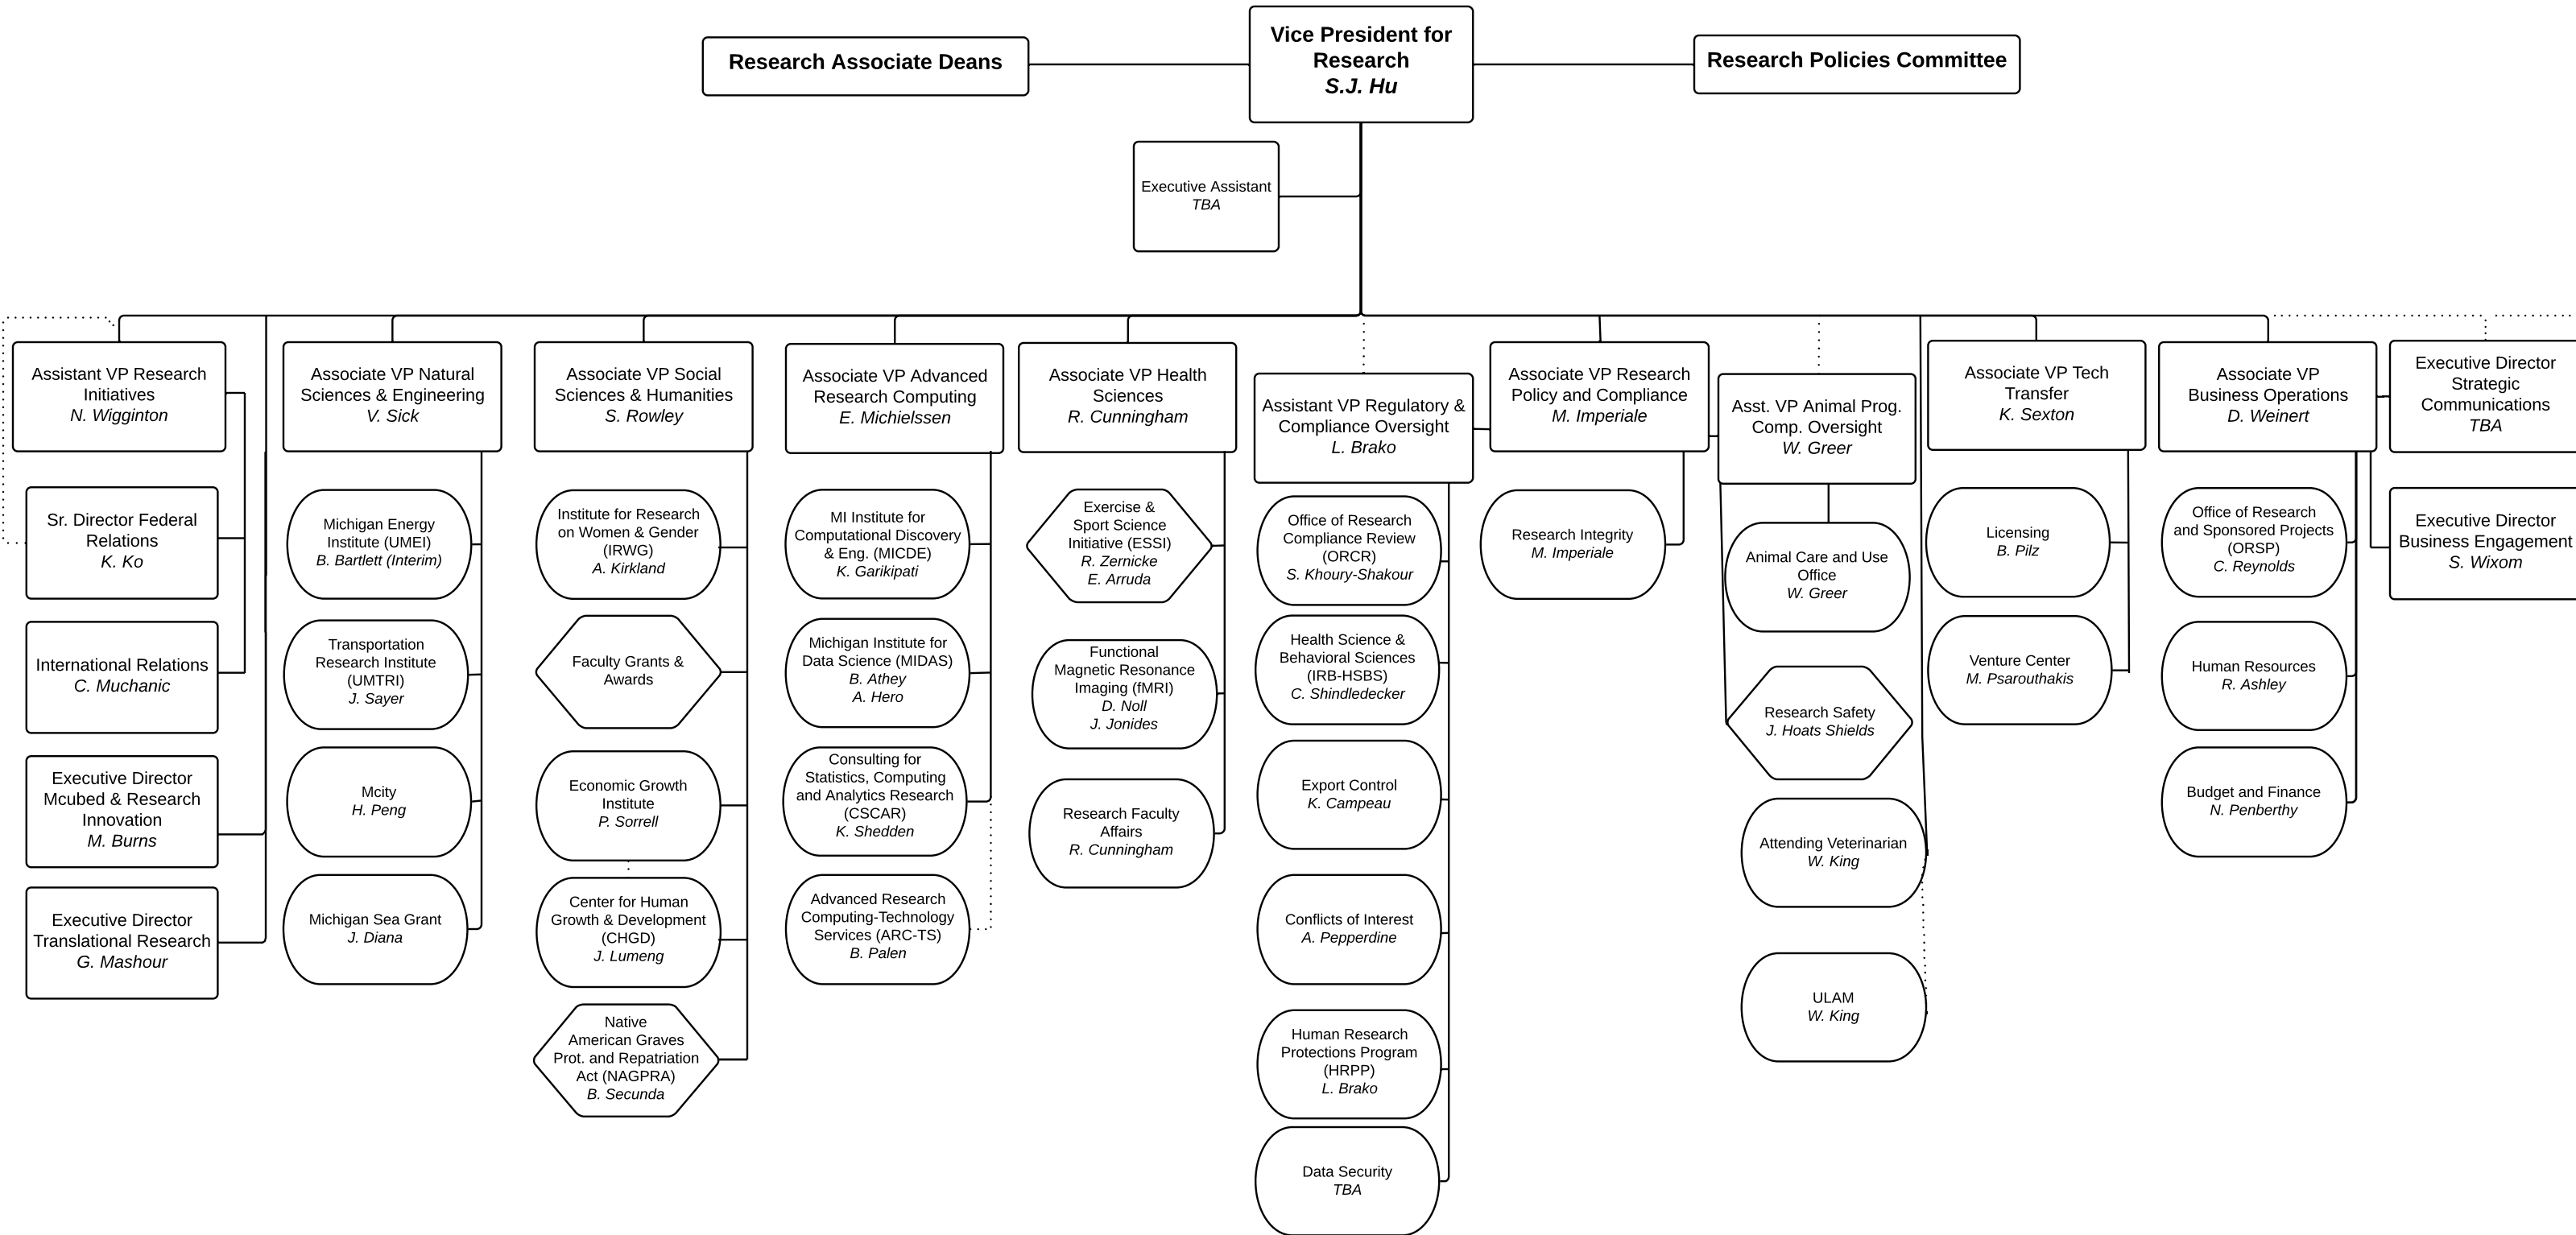 Vice President for
Research
S.J. Hu
Research Associate Deans
Research Policies Committee
Executive Assistant
TBA
Assistant VP Research
Initiatives
N. Wigginton
Sr. Director Federal
Relations
K. Ko
International Relations
C. Muchanic
Executive Director
Mcubed & Research
Innovation
M. Burns
Executive Director
Translational Research
G. Mashour
Associate VP Natural
Sciences & Engineering
V. Sick
Michigan Energy
Institute (UMEI)
B. Bartlett (Interim)
Transportation
Research Institute
(UMTRI)
J. Sayer
Mcity
H. Peng
Michigan Sea Grant
J. Diana
Associate VP Social
Sciences & Humanities
S. Rowley
Institute for Research
on Women & Gender
(IRWG)
A. Kirkland
Faculty Grants &
Awards
Economic Growth
Institute
P. Sorrell
Center for Human
Growth & Development
(CHGD)
J. Lumeng
Native
American Graves
Prot. and Repatriation
Act (NAGPRA)
B. Secunda
Associate VP Advanced
Research Computing
E. Michielssen
MI Institute for
Computational Discovery
& Eng. (MICDE)
K. Garikipati
Michigan Institute for
Data Science (MIDAS)
B. Athey
A. Hero
Consulting for
Statistics, Computing
and Analytics Research
(CSCAR)
K. Shedden
Advanced Research
Computing-Technology
Services (ARC-TS)
B. Palen
Associate VP Health
Sciences
R. Cunningham
Exercise &
Sport Science
Initiative (ESSI)
R. Zernicke
E. Arruda
Functional
Magnetic Resonance
Imaging (fMRI)
D. Noll
J. Jonides
Research Faculty
Affairs
R. Cunningham
Assistant VP Regulatory &
Compliance Oversight
L. Brako
Office of Research
Compliance Review
(ORCR)
S. Khoury-Shakour
Health Science &
Behavioral Sciences
(IRB-HSBS)
C. Shindledecker
Export Control
K. Campeau
Conflicts of Interest
A. Pepperdine
Human Research
Protections Program
(HRPP)
L. Brako
Data Security
TBA
Associate VP Research
Policy and Compliance
M. Imperiale
Research Integrity
M. Imperiale
Asst. VP Animal Prog.
Comp. Oversight
W. Greer
Animal Care and Use
Office
W. Greer
Research Safety
J. Hoats Shields
Attending Veterinarian
W. King
ULAM
W. King
Associate VP Tech
Transfer
K. Sexton
Licensing
B. Pilz
Venture Center
M. Psarouthakis
Associate VP
Business Operations
D. Weinert
Office of Research
and Sponsored Projects
(ORSP)
C. Reynolds
Human Resources
R. Ashley
Budget and Finance
N. Penberthy
Executive Director
Strategic
Communications
TBA
Executive Director
Business Engagement
S. Wixom